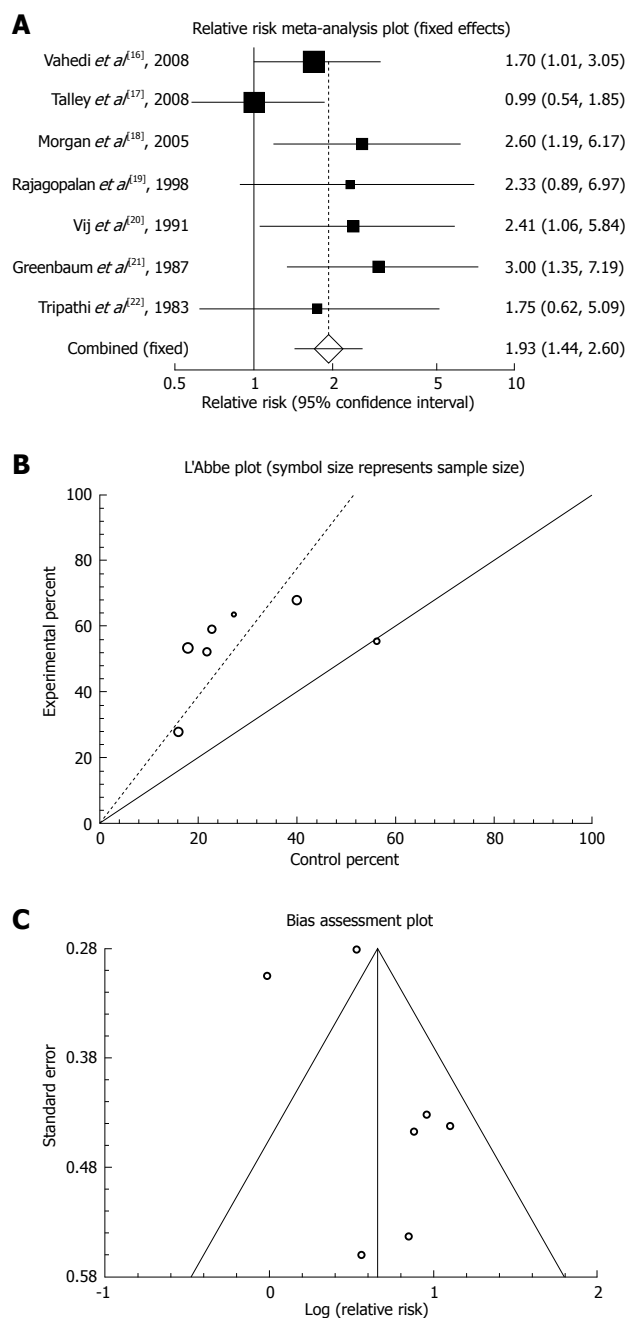 A
Relative risk meta-analysis plot (fixed effects)
Vahedi et al[16], 2008 1.70 (1.01, 3.05)
Talley et al[17], 2008 0.99 (0.54, 1.85)
Morgan et al[18], 2005 2.60 (1.19, 6.17)
Rajagopalan et al[19], 1998 2.33 (0.89, 6.97)
Vij et al[20], 1991 2.41 (1.06, 5.84)
Greenbaum et al[21], 1987 3.00 (1.35, 7.19)
Tripathi et al[22], 1983 1.75 (0.62, 5.09)
Combined (fixed) 1.93 (1.44, 2.60)
0.5 1 2 5 10
Relative risk (95% confidence interval)
B
L'Abbe plot (symbol size represents sample size)
Experimental percent
100
80
60
40
20
0
0 20 40 60 80 100
Control percent
C
Bias assessment plot
Standard error
0.28
0.38
0.48
0.58
-1 0 1 2
Log (relative risk)